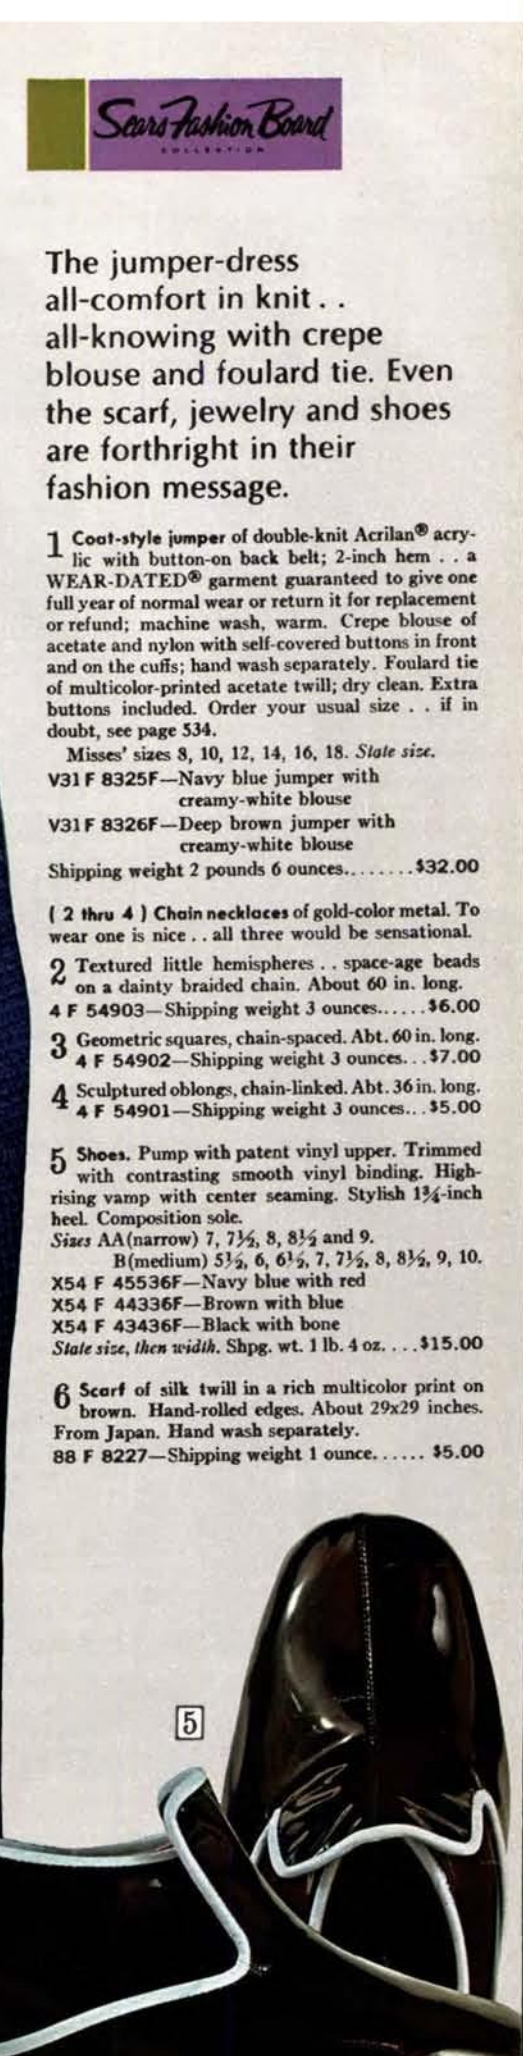 Sears Fashion Board
COLLECTION
The jumper-dress
all-comfort in knit . .
all-knowing with crepe
blouse and foulard tie. Even
the scarf, jewelry and shoes
are forthright in their
fashion message.
1 Coat-style jumper of double-knit Acrilan® acry-
lic with button-on back belt; 2-inch hem . . a
WEAR-DATED® garment guaranteed to give one
full year of normal wear or return it for replacement
or refund; machine wash, warm. Crepe blouse of
acetate and nylon with self-covered buttons in front
and on the cuffs; hand wash separately. Foulard tie
of multicolor-printed acetate twill; dry clean. Extra
buttons included. Order your usual size . . if in
doubt, see page 534.
Misses' sizes 8, 10, 12, 14, 16, 18. State size.
V31 F 8325F—Navy blue jumper with
creamy-white blouse
V31 F 8326F—Deep brown jumper with
creamy-white blouse
Shipping weight 2 pounds 6 ounces........$32.00
( 2 thru 4 ) Chain necklaces of gold-color metal. To
wear one is nice . . all three would be sensational.
2 Textured little hemispheres . . space-age beads
on a dainty braided chain. About 60 in. long.
4 F 54903—Shipping weight 3 ounces......$6.00
3 Geometric squares, chain-spaced. Abt. 60 in. long.
4 F 54902—Shipping weight 3 ounces...$7.00
4 Sculptured oblongs, chain-linked. Abt. 36 in. long.
4 F 54901—Shipping weight 3 ounces...$5.00
5 Shoes. Pump with patent vinyl upper. Trimmed
with contrasting smooth vinyl binding. High-
rising vamp with center seaming. Stylish 1¾-inch
heel. Composition sole.
Sizes AA(narrow) 7, 7½, 8, 8½ and 9.
B(medium) 5½, 6, 6½, 7, 7½, 8, 8½, 9, 10.
X54 F 45536F—Navy blue with red
X54 F 44336F—Brown with blue
X54 F 43436F—Black with bone
State size, then width. Shpg. wt. 1 lb. 4 oz. ...$15.00
6 Scarf of silk twill in a rich multicolor print on
brown. Hand-rolled edges. About 29x29 inches.
From Japan. Hand wash separately.
88 F 8227—Shipping weight 1 ounce...... $5.00
5